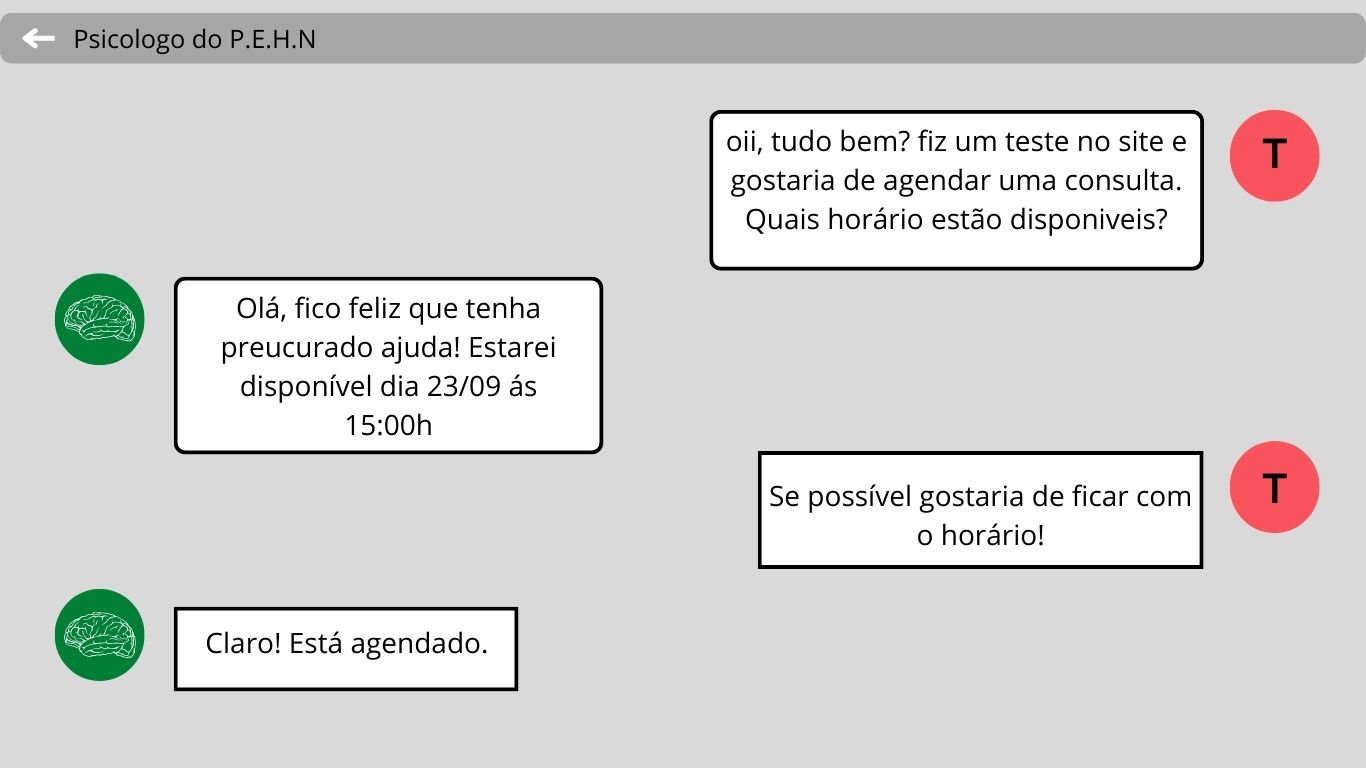 Psicologo do P.E.H.N
oii, tudo bem? fiz um teste no site e
gostaria de agendar uma consulta.
Quais horário estão disponiveis?
T
Olá, fico feliz que tenha
preucurado ajuda! Estarei
disponível dia 23/09 ás
15:00h
Se possível gostaria de ficar com
o horário!
T
Claro! Está agendado.